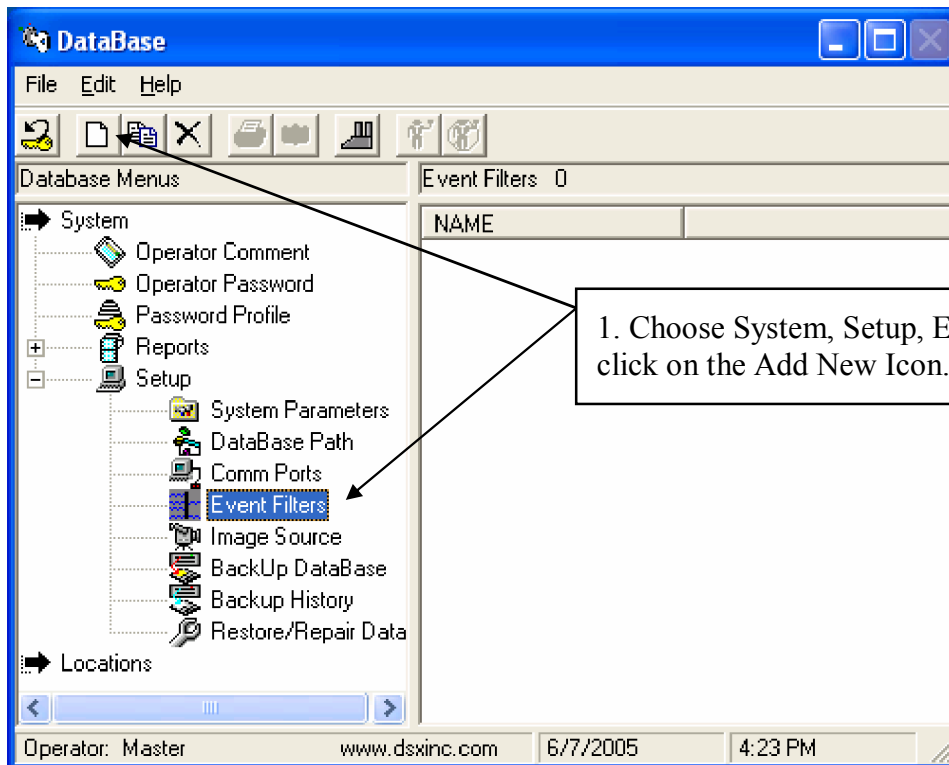 DataBase
File Edit Help
Database Menus
Event Filters 0
System
NAME
Operator Comment
Operator Password
Password Profile
Reports
Setup
System Parameters
DataBase Path
Comm Ports
Event Filters
Image Source
BackUp DataBase
Backup History
Restore/Repair Data
Locations
1. Choose System, Setup, E
click on the Add New Icon.
Operator: Master www.dsxinc.com 6/7/2005 4:23 PM